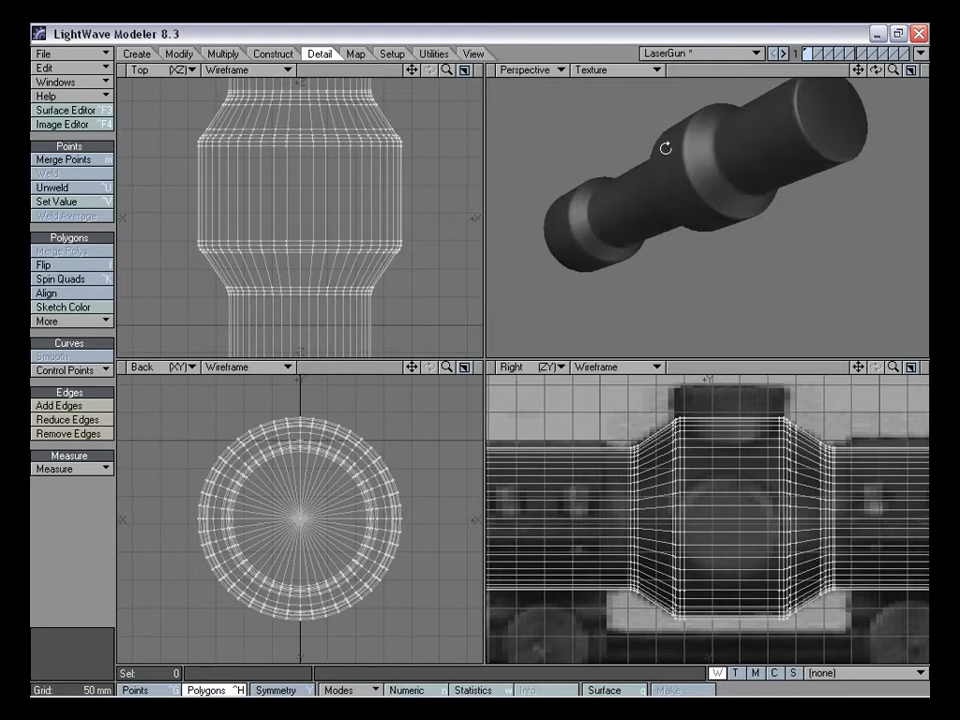 LightWave Modeler 8.3
File
Create Modify Multiply Construct Detail Map Setup Utilities View
LaserGun *
1
Edit
Windows
Help
Surface Editor ^F3
Image Editor ^F4
Top (XZ) Wireframe
Perspective Texture
Points
Merge Points m
Weld
Unweld ^U
Set Value ^V
Weld Average
Polygons
Merge Polys
Flip f
Spin Quads ^K
Align
Sketch Color
More
Curves
Smooth
Control Points
Back (XY) Wireframe
Right (ZY) Wireframe
Edges
Add Edges
Reduce Edges
Remove Edges
Measure
Measure
Sel: 0
W T M C S (none)
Grid: 50 mm
Points ^G Polygons ^H Symmetry Y Modes Numeric n Statistics w Info Surface q Make